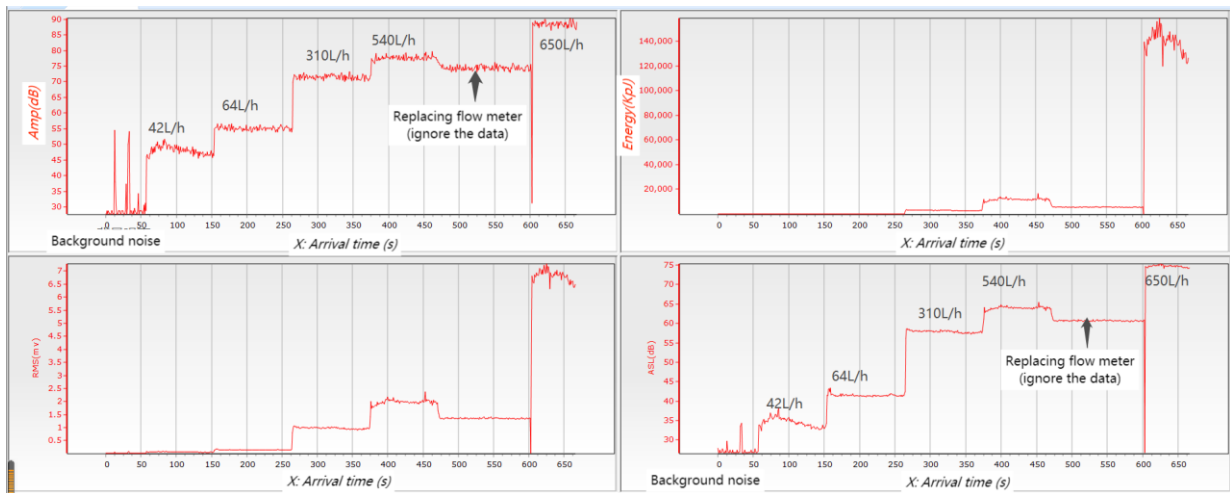 90
85
80
75
70
65
60
55
50
45
40
35
30
Amp(dB)
42L/h
64L/h
310L/h
540L/h
650L/h
Replacing flow meter
(ignore the data)
0 50 100 150 200 250 300 350 400 450 500 550 600 650
Background noise
X: Arrival time (s)
140,000
120,000
100,000
80,000
60,000
40,000
20,000
Energy(KpJ)
0 50 100 150 200 250 300 350 400 450 500 550 600 650
X: Arrival time (s)
7
6.5
6
5.5
5
4.5
4
3.5
3
2.5
2
1.5
1
0.5
RMS(mv)
0 50 100 150 200 250 300 350 400 450 500 550 600 650
X: Arrival time (s)
75
70
65
60
55
50
45
40
35
30
ASL(dB)
42L/h
64L/h
310L/h
540L/h
650L/h
Replacing flow meter
(ignore the data)
0 50 100 150 200 250 300 350 400 450 500 550 600 650
Background noise
X: Arrival time (s)